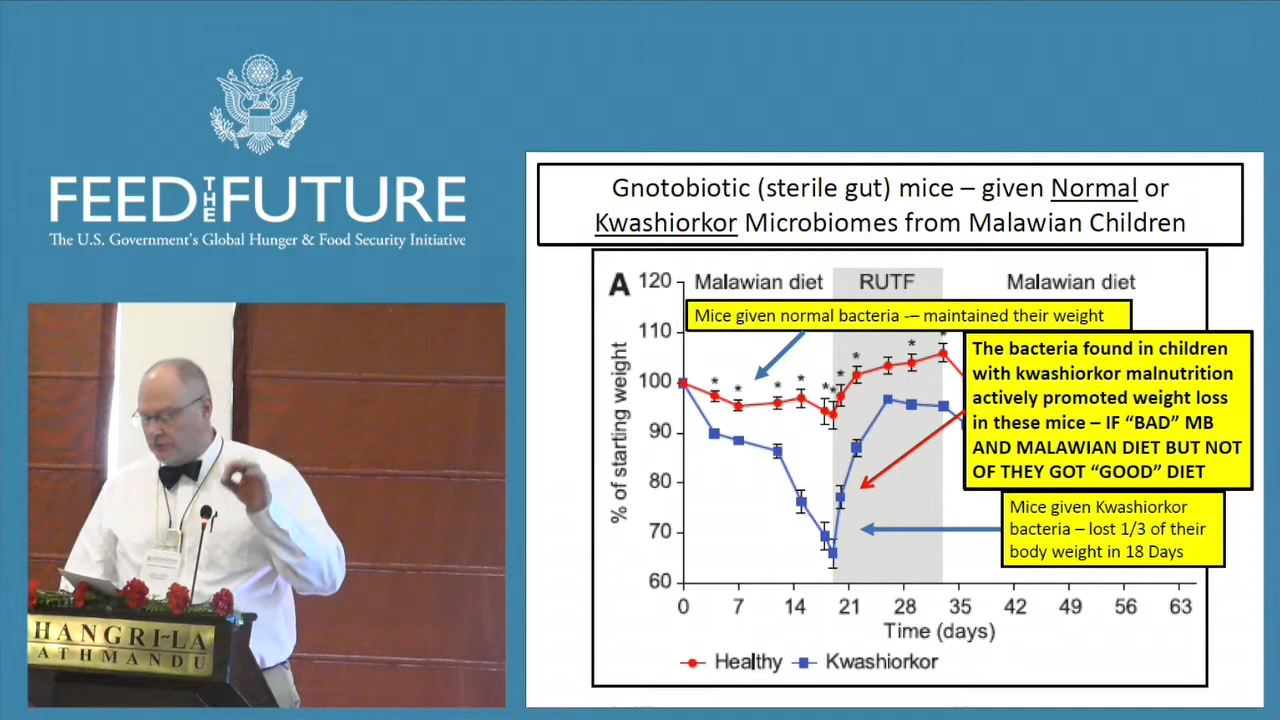 FEED THE FUTURE
The U.S. Government's Global Hunger & Food Security Initiative
HANGRI-LA
ATHMANDU
Gnotobiotic (sterile gut) mice – given Normal or
Kwashiorkor Microbiomes from Malawian Children
A
Malawian diet
RUTF
Malawian diet
Mice given normal bacteria -– maintained their weight
The bacteria found in children
with kwashiorkor malnutrition
actively promoted weight loss
in these mice – IF “BAD” MB
AND MALAWIAN DIET BUT NOT
OF THEY GOT “GOOD” DIET
Mice given Kwashiorkor
bacteria – lost 1/3 of their
body weight in 18 Days
% of starting weight
120
110
100
90
80
70
60
0 7 14 21 28 35 42 49 56 63
Time (days)
Healthy Kwashiorkor